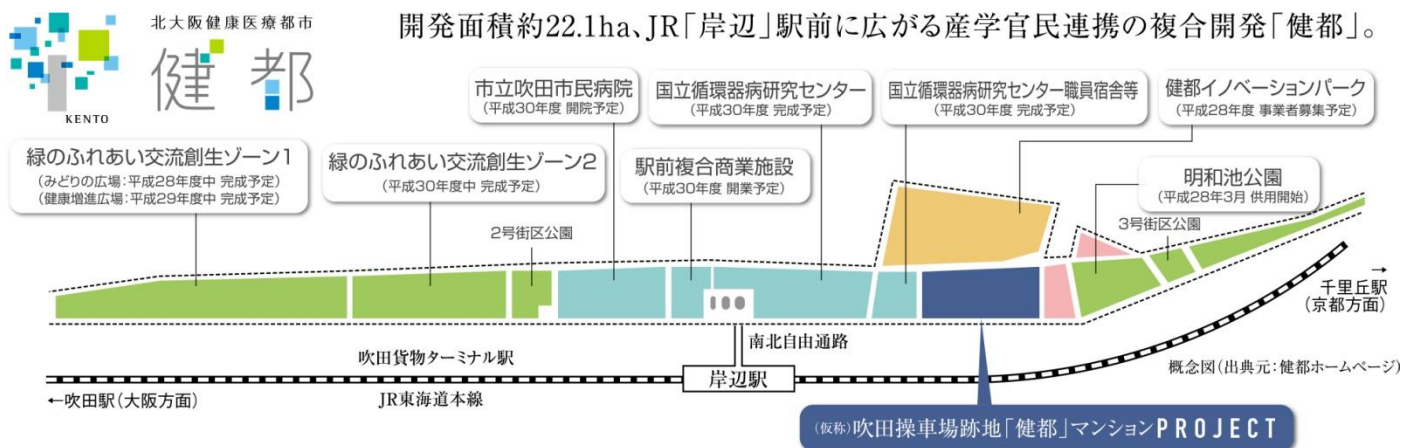 北大阪健康医療都市
健都
KENTO
開発面積約22.1ha、JR「岸辺」駅前に広がる産学官民連携の複合開発「健都」。
市立吹田市民病院
(平成30年度 開院予定)
国立循環器病研究センター
(平成30年度 完成予定)
国立循環器病研究センター職員宿舎等
(平成30年度 完成予定)
健都イノベーションパーク
(平成28年度 事業者募集予定)
緑のふれあい交流創生ゾーン1
(みどりの広場:平成28年度中 完成予定)
(健康増進広場:平成29年度中 完成予定)
緑のふれあい交流創生ゾーン2
(平成30年度中 完成予定)
駅前複合商業施設
(平成30年度 開業予定)
明和池公園
(平成28年3月 供用開始)
2号街区公園
3号街区公園
→
千里丘駅
(京都方面)
南北自由通路
吹田貨物ターミナル駅
岸辺駅
概念図(出典元:健都ホームページ)
←吹田駅(大阪方面)
JR東海道本線
(仮称)吹田操車場跡地「健都」マンションPROJECT